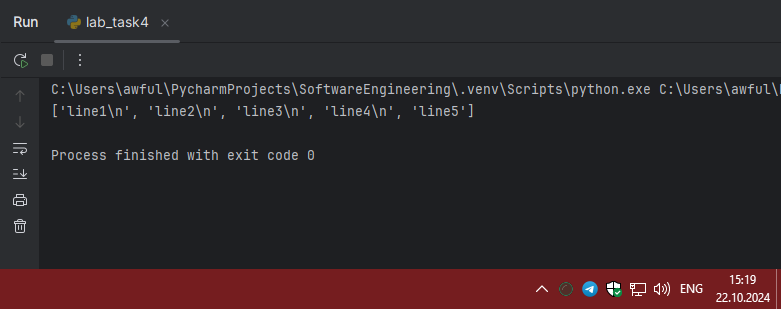 Run lab_task4
C:\Users\awful\PycharmProjects\SoftwareEngineering\.venv\Scripts\python.exe C:\Users\awful\
['line1\n', 'line2\n', 'line3\n', 'line4\n', 'line5']
Process finished with exit code 0
ENG 15:19
22.10.2024